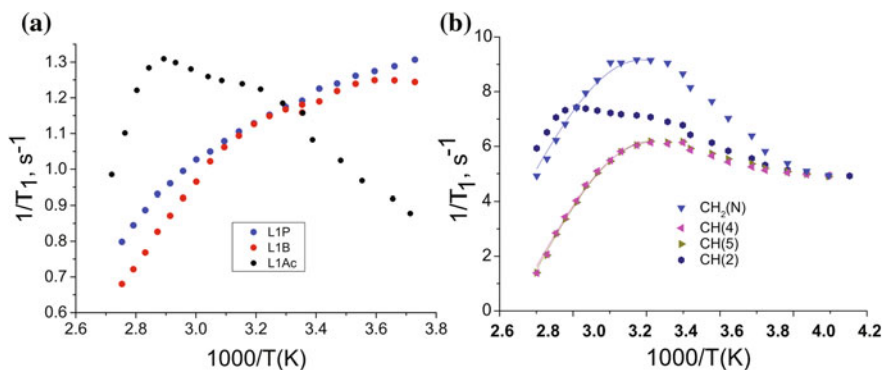 (a)
1/T1, s-1
1.3
1.2
1.1
1.0
0.9
0.8
0.7
0.6
L1P
L1B
L1Ac
2.6 2.8 3.0 3.2 3.4 3.6 3.8
1000/T(K)
(b)
1/T1, s-1
10
8
6
4
2
0
CH2(N)
CH(4)
CH(5)
CH(2)
2.6 2.8 3.0 3.2 3.4 3.6 3.8 4.0 4.2
1000/T(K)